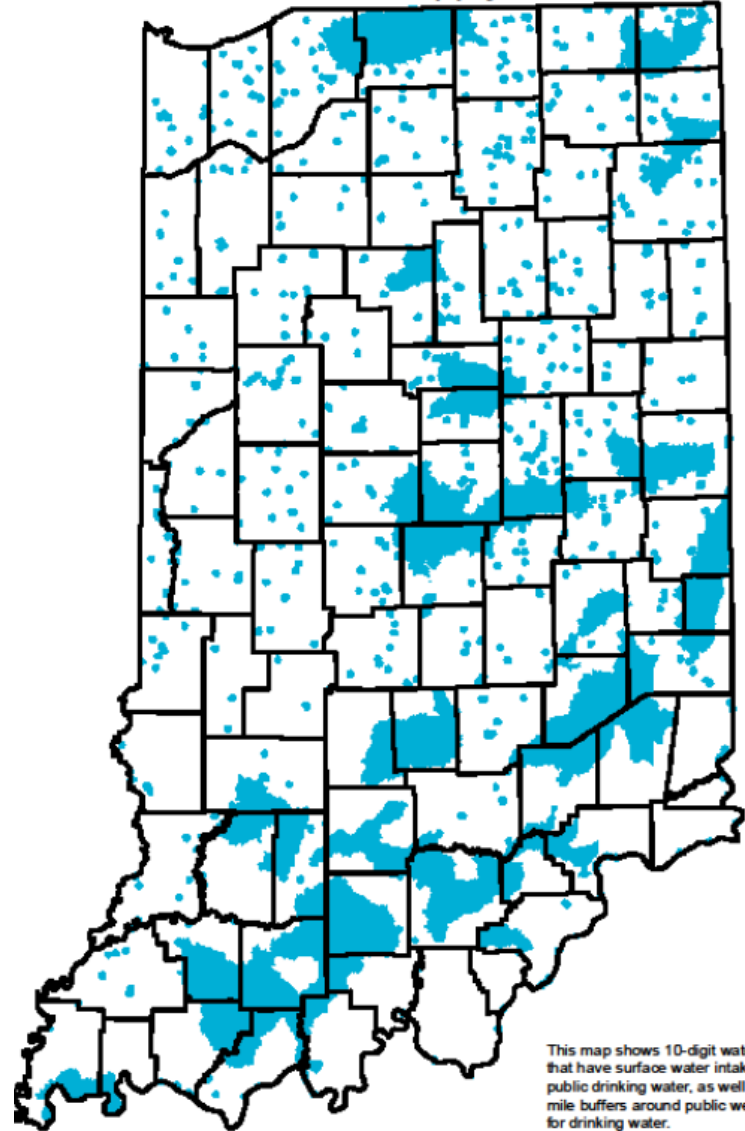 This map shows 10-digit wat
that have surface water intak
public drinking water, as well
mile buffers around public we
for drinking water.